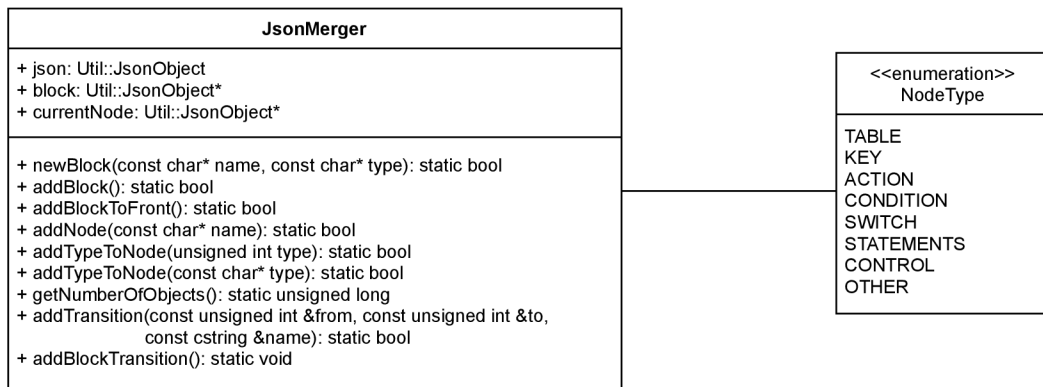 JsonMerger
+ json: Util::JsonObject
+ block: Util::JsonObject*
+ currentNode: Util::JsonObject*
+ newBlock(const char* name, const char* type): static bool
+ addBlock(): static bool
+ addBlockToFront(): static bool
+ addNode(const char* name): static bool
+ addTypeToNode(unsigned int type): static bool
+ addTypeToNode(const char* type): static bool
+ getNumberOfObjects(): static unsigned long
+ addTransition(const unsigned int &from, const unsigned int &to,
const cstring &name): static bool
+ addBlockTransition(): static void
<<enumeration>>
NodeType
TABLE
KEY
ACTION
CONDITION
SWITCH
STATEMENTS
CONTROL
OTHER